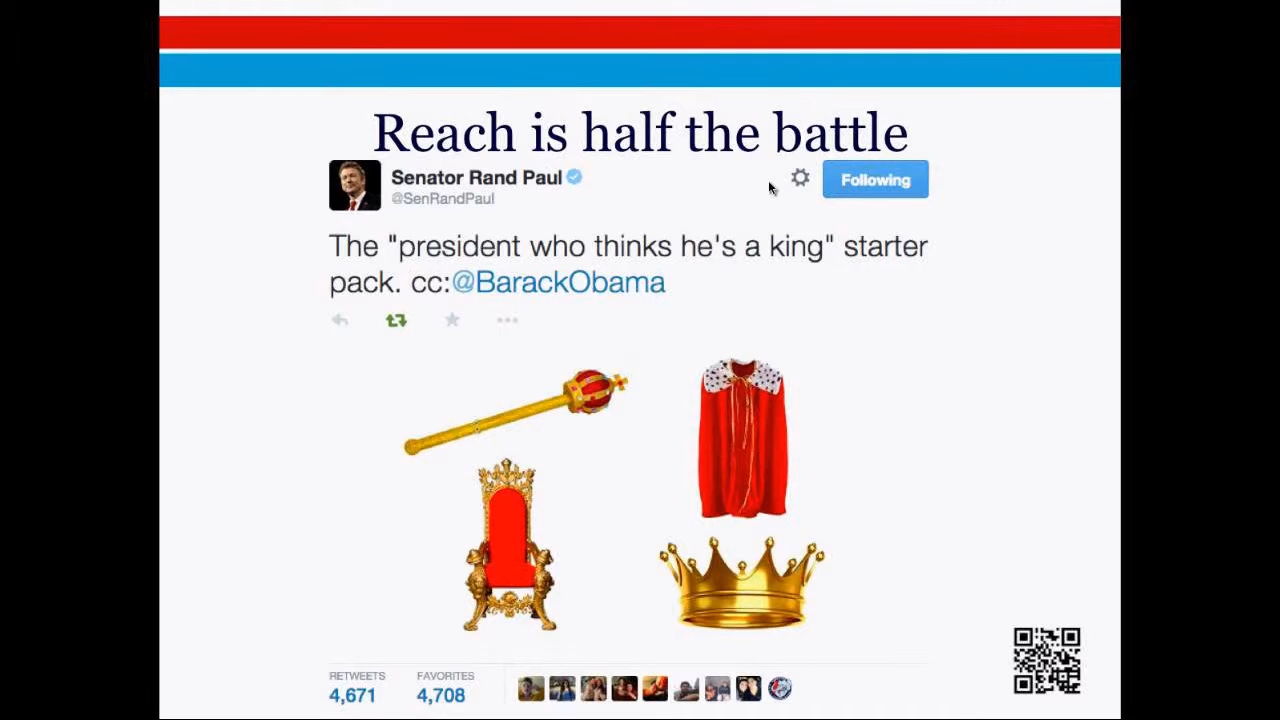 Reach is half the battle
Senator Rand Paul
@SenRandPaul
Following
The "president who thinks he's a king" starter
pack. cc:@BarackObama
RETWEETS FAVORITES
4,671 4,708